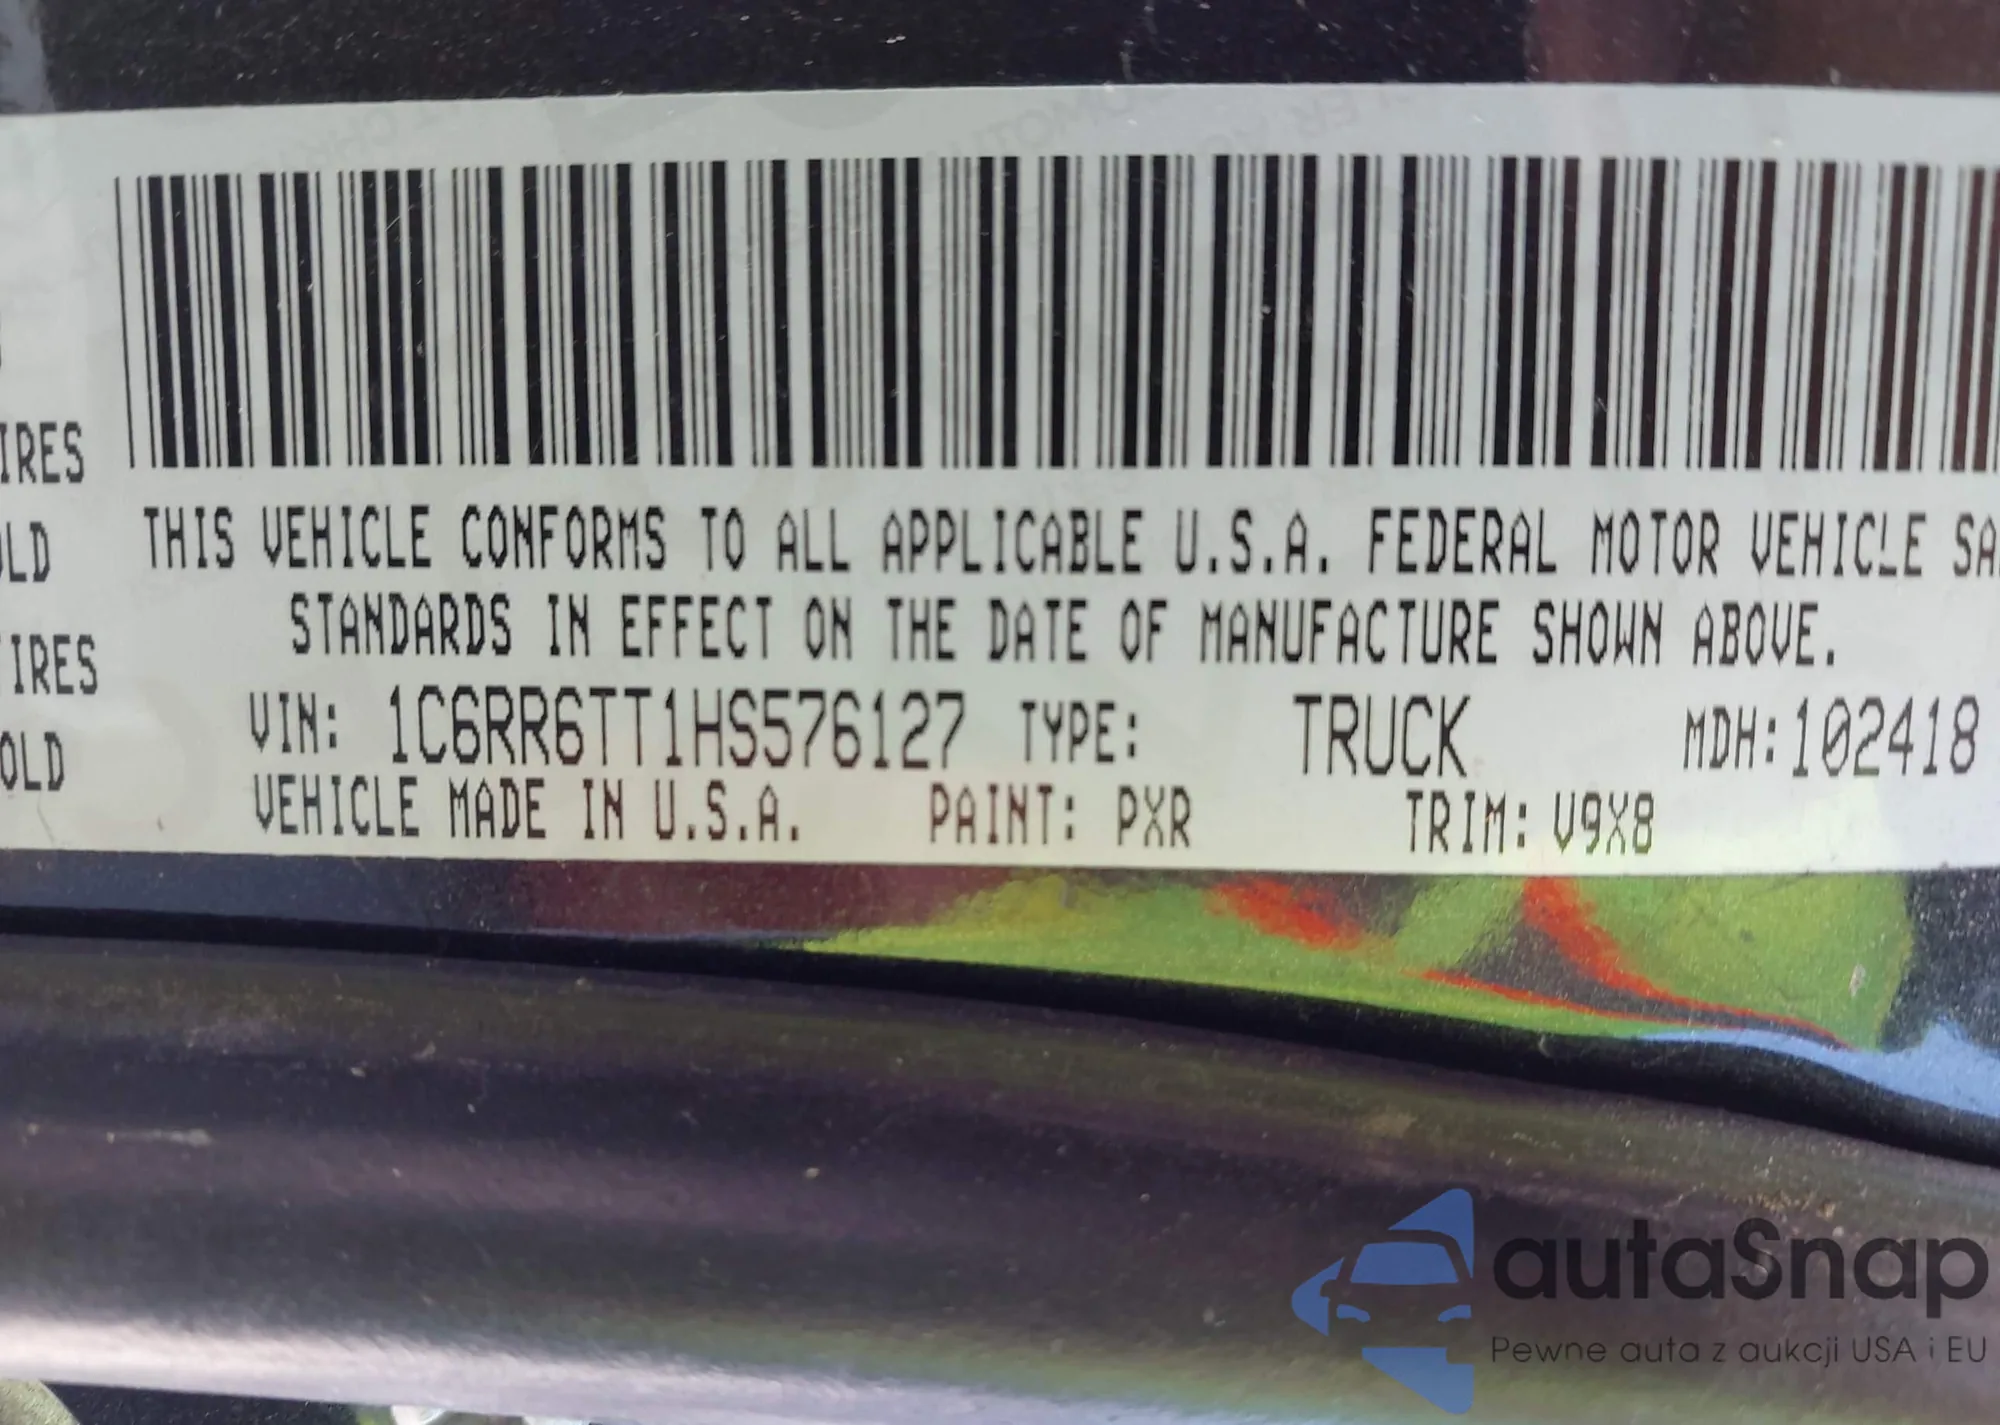 IRES
OLD
IRES
OLD
THIS VEHICLE CONFORMS TO ALL APPLICABLE U.S.A. FEDERAL MOTOR VEHICLE SA
STANDARDS IN EFFECT ON THE DATE OF MANUFACTURE SHOWN ABOVE.
VIN: 1C6RR6TT1HS576127 TYPE: TRUCK MDH:102418
VEHICLE MADE IN U.S.A. PAINT: PXR TRIM: V9X8
autaSnap
Pewne auta z aukcji USA i EU